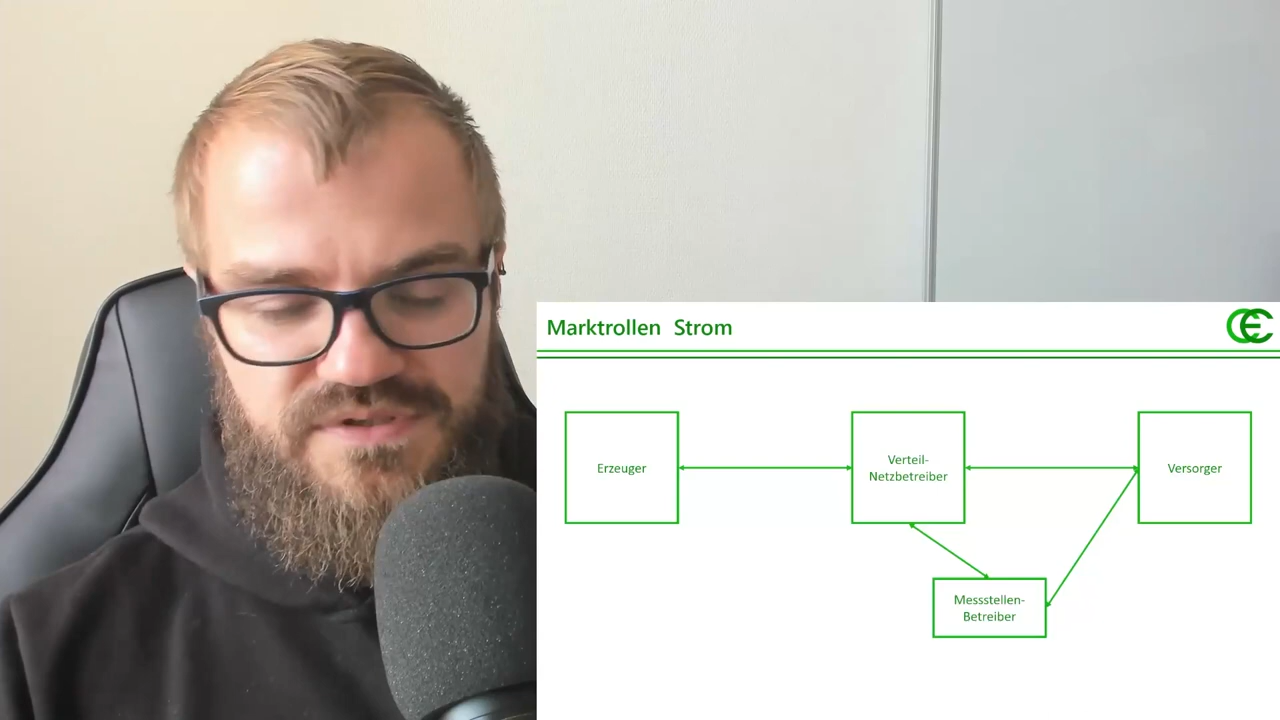 Marktrollen Strom
Erzeuger
Verteil-
Netzbetreiber
Versorger
Messstellen-
Betreiber